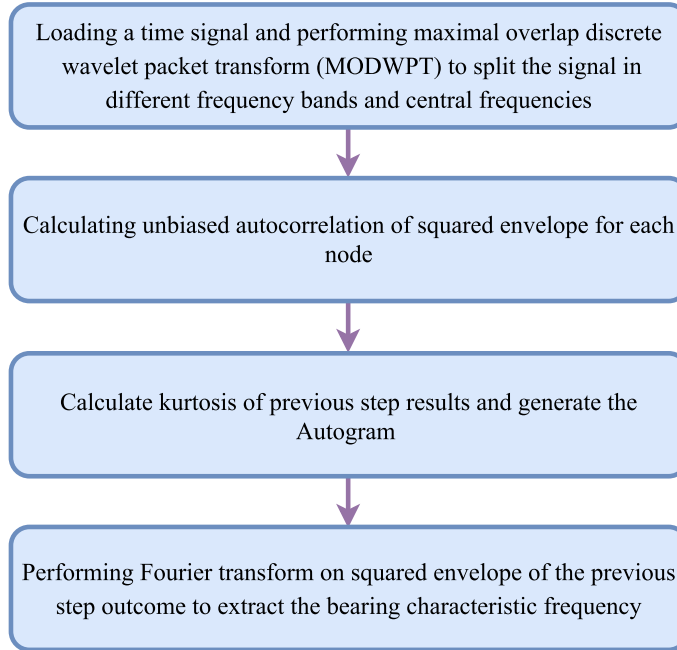 Loading a time signal and performing maximal overlap discrete
wavelet packet transform (MODWPT) to split the signal in
different frequency bands and central frequencies
Calculating unbiased autocorrelation of squared envelope for each
node
Calculate kurtosis of previous step results and generate the
Autogram
Performing Fourier transform on squared envelope of the previous
step outcome to extract the bearing characteristic frequency